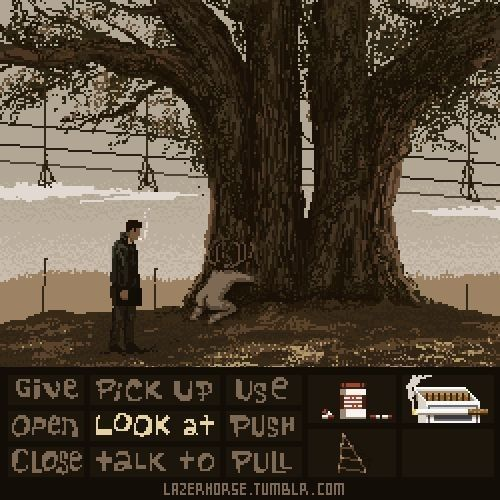 Give PiCK UP Use
OPen LOOK at PUSH
ClOSe talk to PULL
LAZERHORSE.TUMBLR.COM